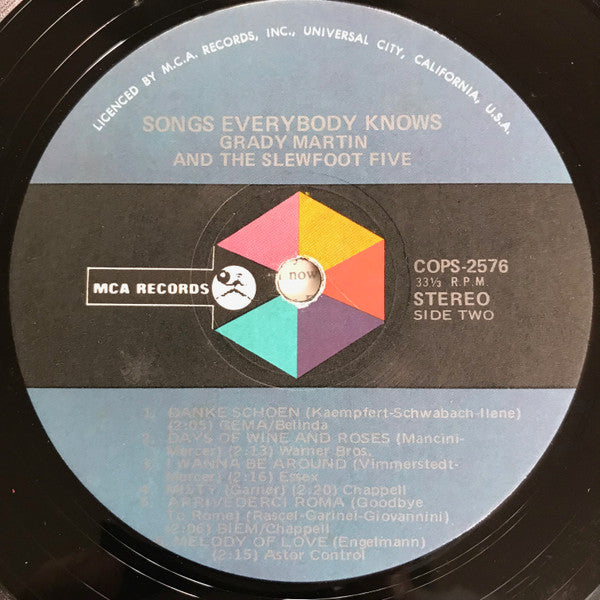 LICENCED BY M.C.A. RECORDS, INC., UNIVERSAL CITY, CALIFORNIA, U.S.A.
SONGS EVERYBODY KNOWS
GRADY MARTIN
AND THE SLEWFOOT FIVE
now
MCA RECORDS
COPS-2576
33⅓ R.P.M
STEREO
SIDE TWO
1. DANKE SCHOEN (Kaempfert-Schwabach-Ilene)
(2:05) GEMA/Belinda
2. DAYS OF WINE AND ROSES (Mancini-
Mercer) (2:13) Warner Bros.
3. I WANNA BE AROUND (Vimmerstedt-
Mercer) (2:16) Essex
4. MISTY (Garner) (2:20) Chappell
ARRIVEDERCI ROMA (Goodbye
To Rome) (Rascel-Garinei-Giovannini)
(2:06) BIEM/Chappell
MELODY OF LOVE (Engelmann)
(2:15) Astor Control